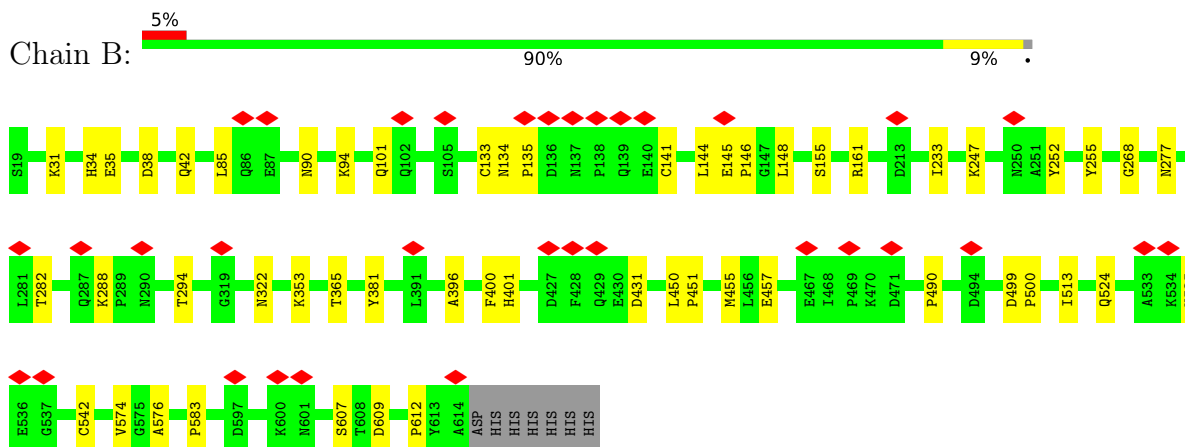 5%
Chain B:
90% 9% •
S19 K31 H34 E35 D38 Q42 L85 Q86 E87 N90 K94 Q101 Q102 S105 C133 N134 P135 D136 N137 P138 Q139 E140 C141 L144 E145 P146 G147 L148 S155 R161 D213 I233 K247 N250 A251 Y252 Y255 G268 N277
L281 T282 Q287 K288 P289 N290 T294 G319 N322 K353 T365 Y381 L391 A396 F400 H401 D427 F428 Q429 E430 D431 L450 P451 M455 L456 E457 E467 I468 P469 K470 D471 P490 D494 D499 P500 I513 Q524 A533 K534
E536 G537 C542 V574 G575 A576 P583 D597 K600 N601 S607 T608 D609 P612 Y613 A614 ASP HIS HIS HIS HIS HIS HIS